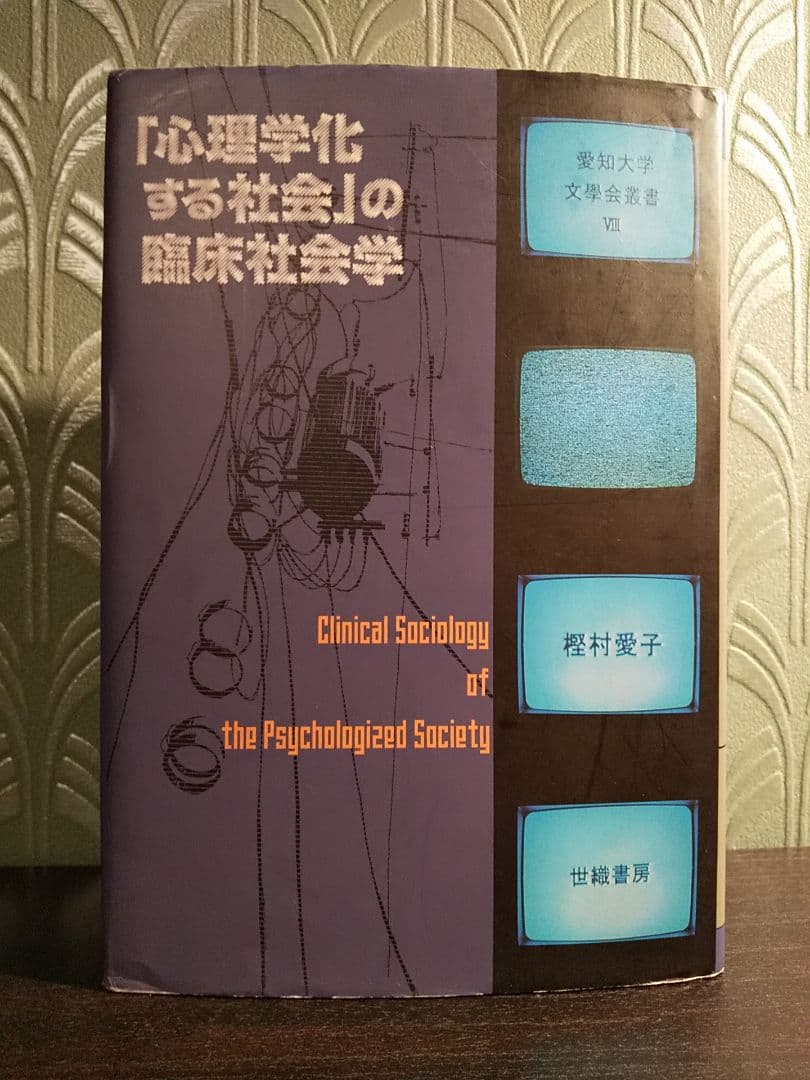 「心理学化
する社会」の
臨床社会学
愛知大学
文學会叢書
Ⅷ
Clinical Sociology
of
the Psychologized Society
樫村愛子
世織書房